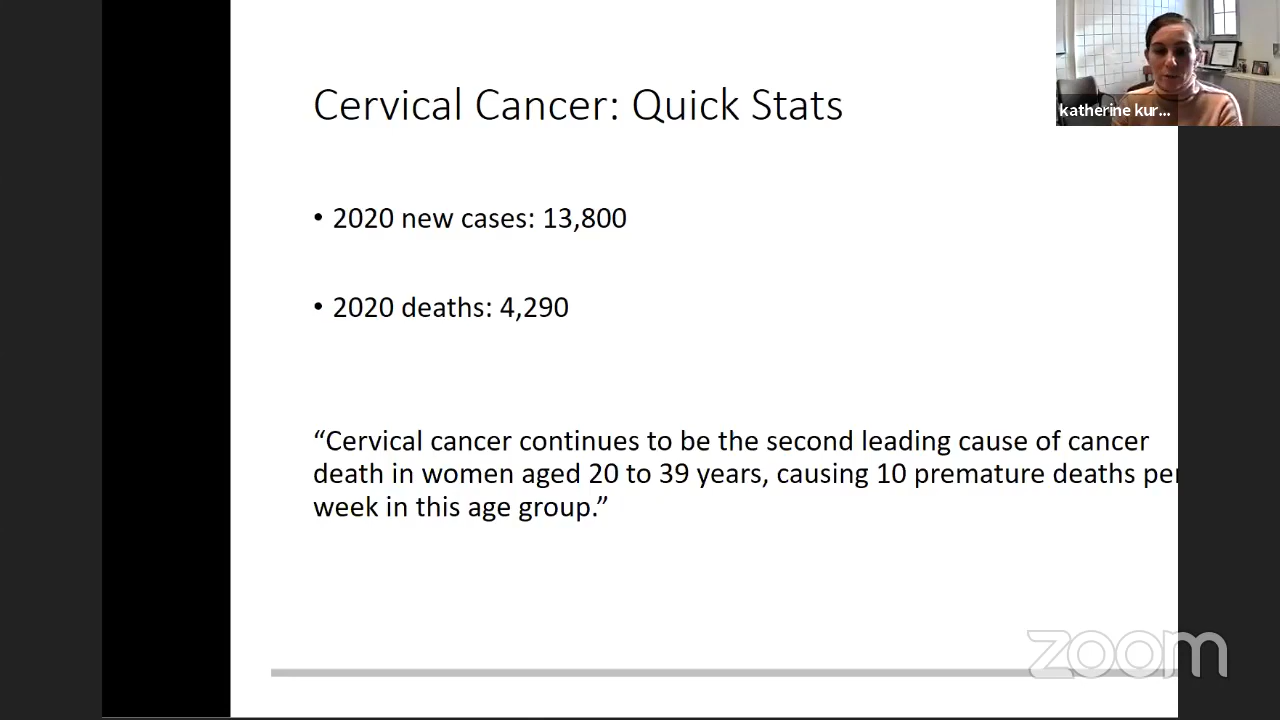 katherine kur...
Cervical Cancer: Quick Stats
• 2020 new cases: 13,800
• 2020 deaths: 4,290
“Cervical cancer continues to be the second leading cause of cancer
death in women aged 20 to 39 years, causing 10 premature deaths per
week in this age group.”
zoom